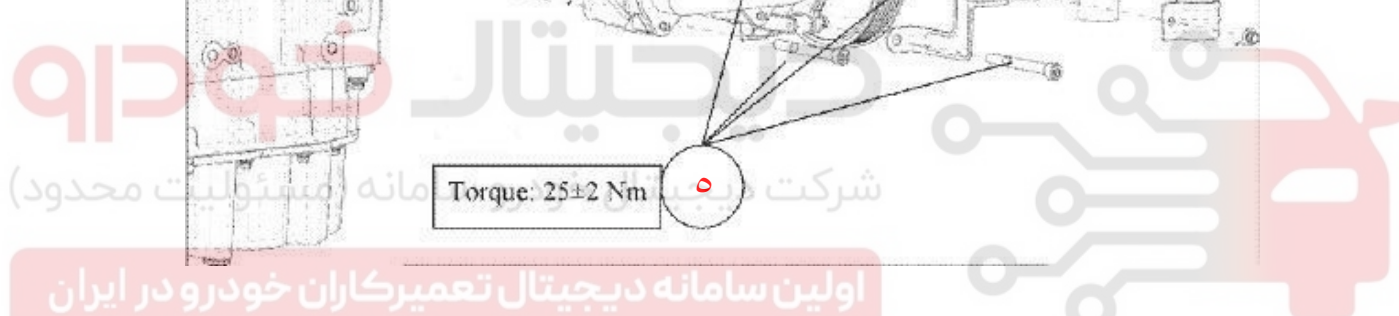 دیجیتال خودرو
Torque: 25±2 Nm
۵
شرکت دیجیتال خودرو سامانه (مسئولیت محدود)
اولین سامانه دیجیتال تعمیرکاران خودرو در ایران